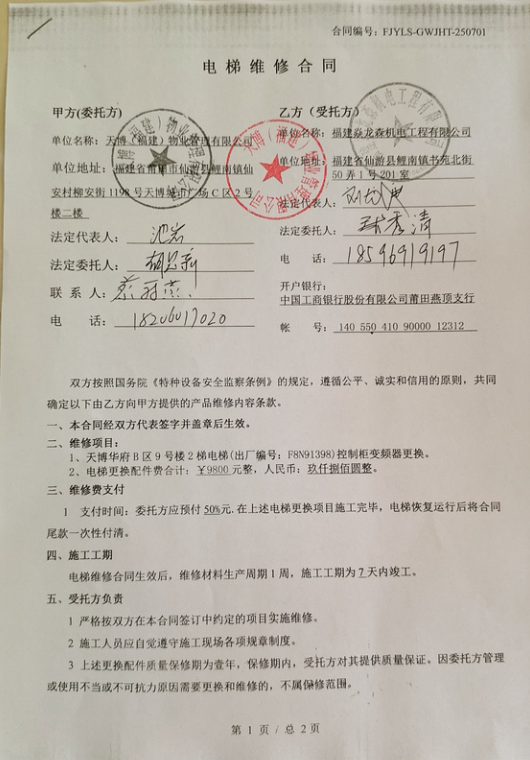 合同编号：FJYLS-GWJHT-250701
电梯维修合同
甲方(委托方)
单位名称：天博（福建）物业管理有限公司
单位地址：福建省莆田市仙游县鲤南镇仙
安村柳安街1198号天博城市广场C区2号
楼二楼
法定代表人：池岩
法定委托人：
联系人：
电话：18206017020
乙方（受托方）
单位名称：福建焱龙森机电工程有限公司
单位地址：福建省仙游县鲤南镇书苑北街
50弄1号201室
法定代表人：
法定委托人：
电话：18596919197
开户银行：
中国工商银行股份有限公司莆田燕顶支行
帐号：140 550 410 90000 12312
双方按照国务院《特种设备安全监察条例》的规定，遵循公平、诚实和信用的原则，共同
确定以下由乙方向甲方提供的产品维修内容条款。
一、本合同经双方代表签字并盖章后生效。
二、维修项目：
1、天博华府B区9号楼2梯电梯(出厂编号：F8N91398)控制柜变频器更换。
2、电梯更换配件费合计：¥9800元整，人民币：玖仟捌佰圆整。
三、维修费支付
1 支付时间：委托方应预付50%元.在上述电梯更换项目施工完毕，电梯恢复运行后将合同
尾款一次性付清。
四、施工工期
电梯维修合同生效后，维修材料生产周期1周，施工工期为7天内竣工。
五、受托方负责
1 严格按双方在本合同签订中约定的项目实施维修。
2 施工人员应自觉遵守施工现场各项规章制度。
3 上述更换配件质量保修期为壹年，保修期内，受托方对其提供质量保证。因委托方管理
或使用不当或不可抗力原因需要更换和维修的，不属保修范围。
第 1 页 / 总 2 页